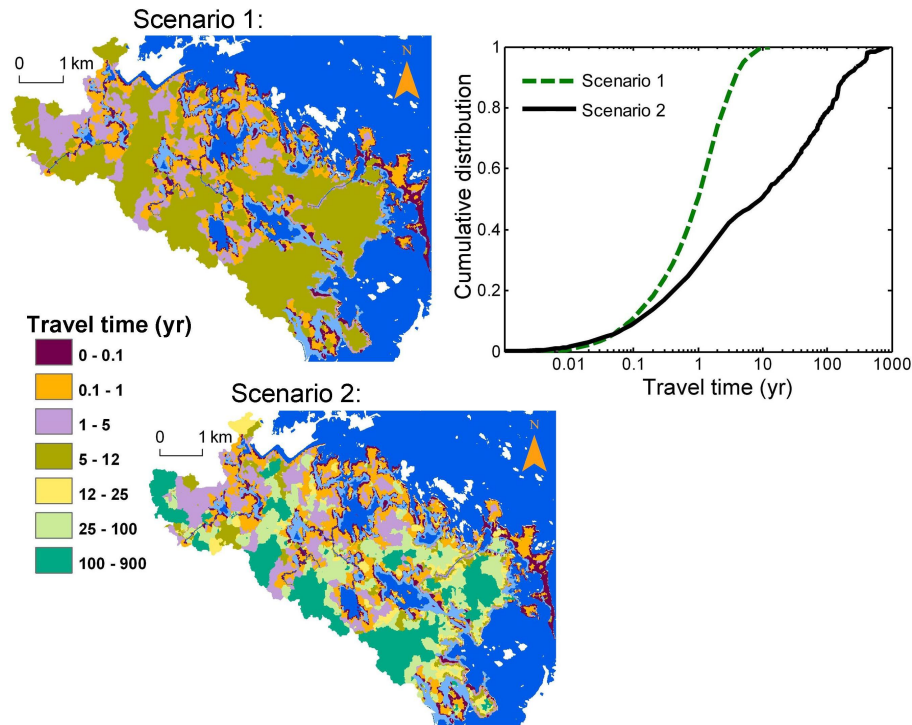 Scenario 1:
0 1 km
N
Travel time (yr)
0 - 0.1
0.1 - 1
1 - 5
5 - 12
12 - 25
25 - 100
100 - 900
Scenario 2:
0 1 km
N
Cumulative distribution
1
0.8
0.6
0.4
0.2
0
Scenario 1
Scenario 2
0.01 0.1 1 10 100 1000
Travel time (yr)